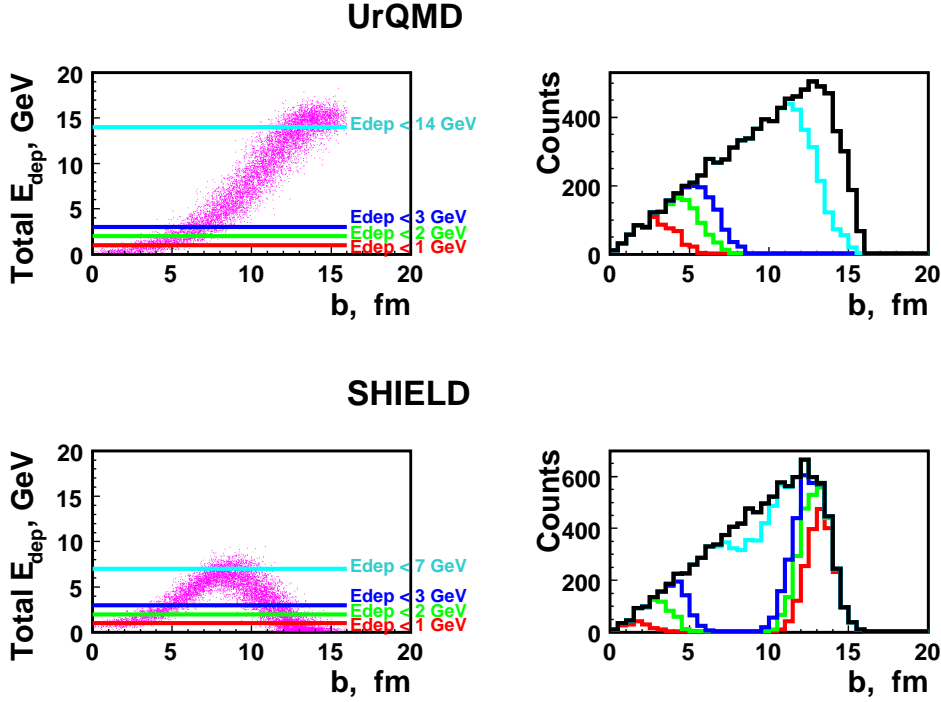 UrQMD
Total E_dep, GeV
20
15
10
5
0
Edep < 14 GeV
Edep < 3 GeV
Edep < 2 GeV
Edep < 1 GeV
0 5 10 15 20
b, fm
Counts
400
200
0
0 5 10 15 20
b, fm
SHIELD
Total E_dep, GeV
20
15
10
5
0
Edep < 7 GeV
Edep < 3 GeV
Edep < 2 GeV
Edep < 1 GeV
0 5 10 15 20
b, fm
Counts
600
400
200
0
0 5 10 15 20
b, fm